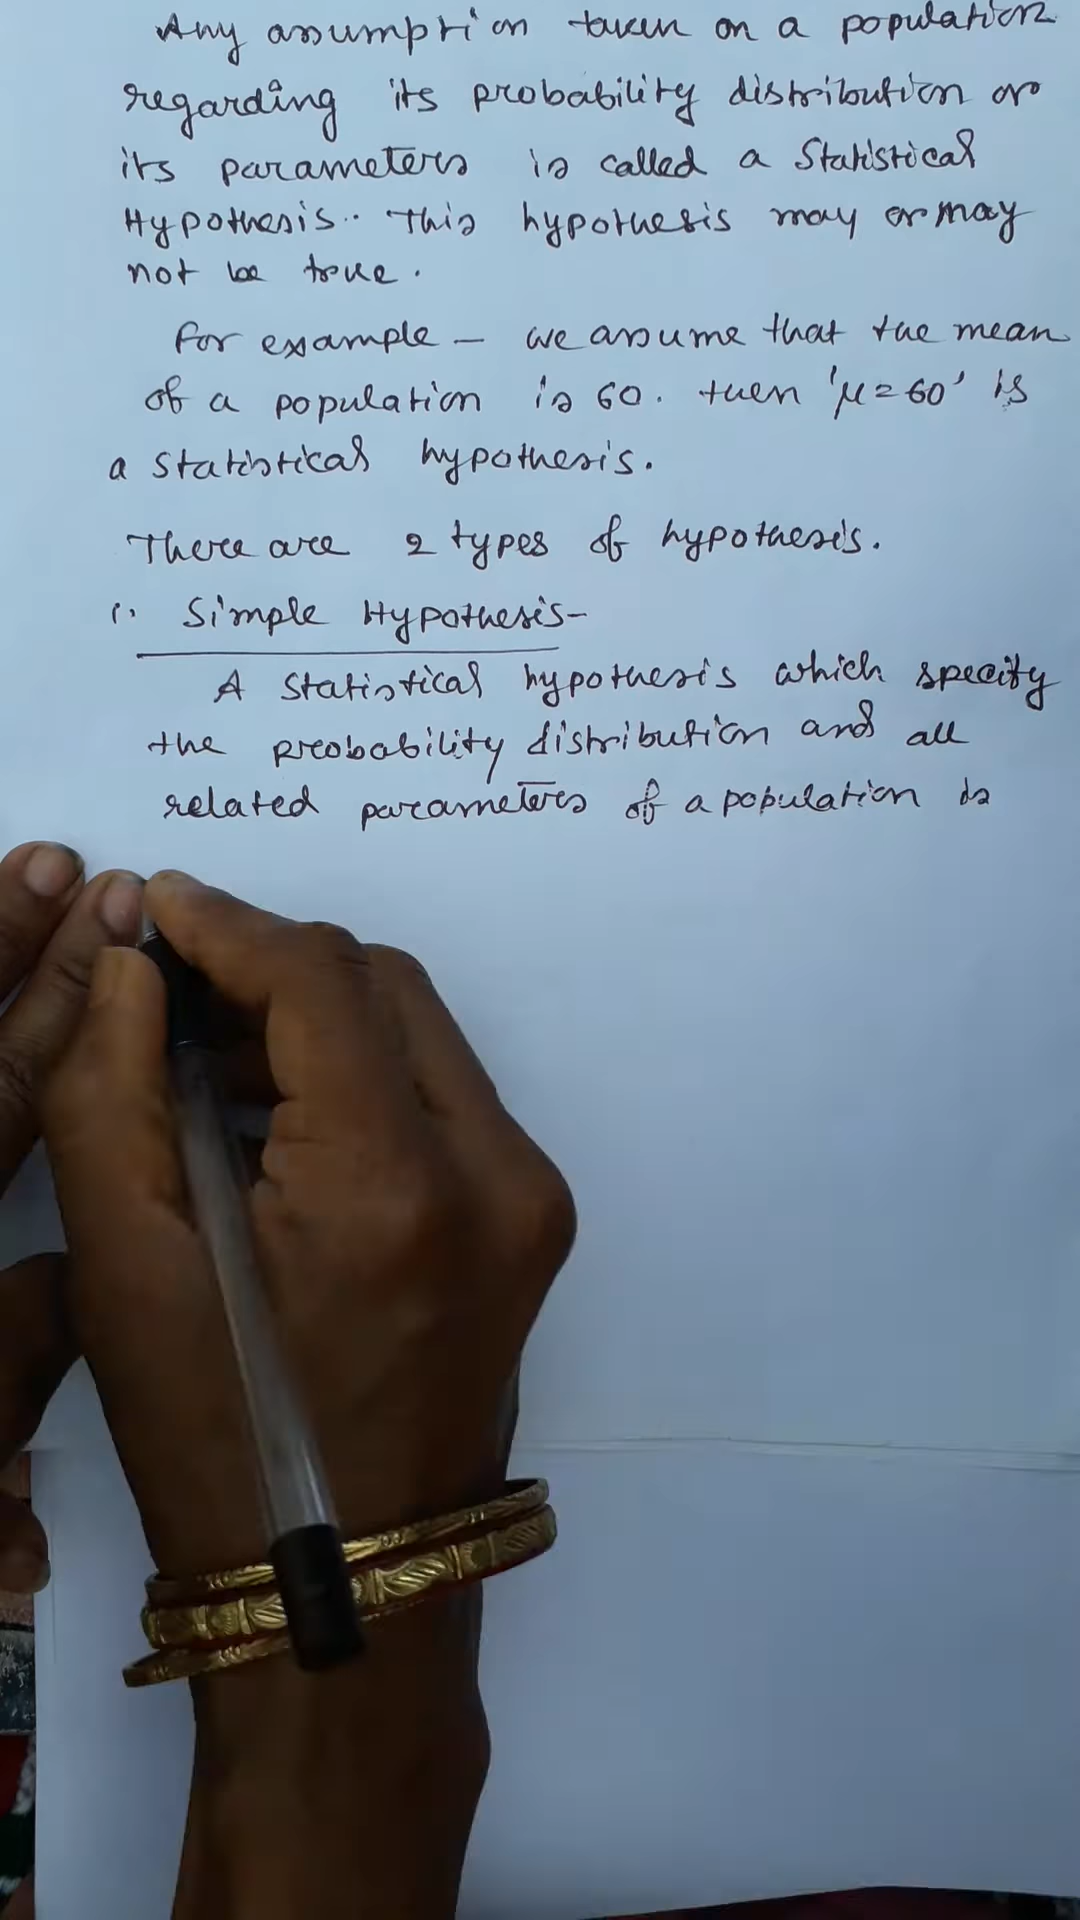 Any assumption taken on a population
regarding its probability distribution or
its parameters is called a Statistical
Hypothesis. This hypothesis may or may
not be true.
For example - we assume that the mean
of a population is 60. then 'μ=60' is
a statistical hypothesis.
There are 2 types of hypothesis.
1. Simple Hypothesis-
A statistical hypothesis which specify
the probability distribution and all
related parameters of a population is